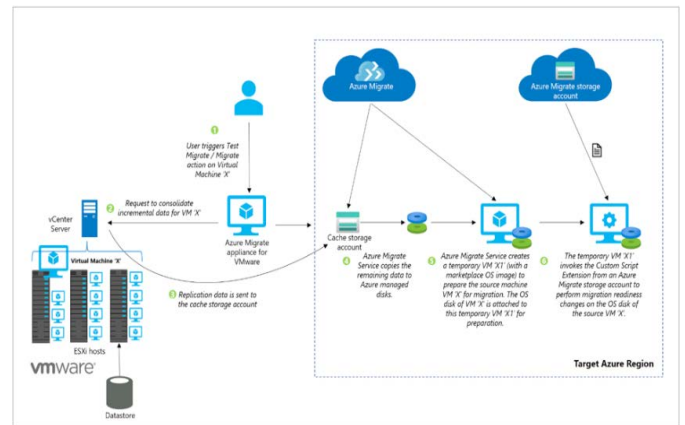 Azure Migrate
Azure Migrate storage
account
1
User triggers Test
Migrate / Migrate
action on Virtual
Machine 'X'
2
Request to consolidate
incremental data for VM 'X'
vCenter
Server
Azure Migrate
appliance for
VMware
Virtual Machine 'X'
3
Replication data is sent to
the cache storage account
ESXi hosts
vmware
Datastore
Cache storage
account
4
Azure Migrate
Service copies the
remaining data to
Azure managed
disks.
5
Azure Migrate Service creates
a temporary VM 'X1' (with a
marketplace OS image) to
prepare the source machine
VM 'X' for migration. The OS
disk of VM 'X' is attached to
this temporary VM 'X1' for
preparation.
6
The temporary VM 'X1'
invokes the Custom Script
Extension from an Azure
Migrate storage account to
perform migration readiness
changes on the OS disk of
the source VM 'X'.
Target Azure Region